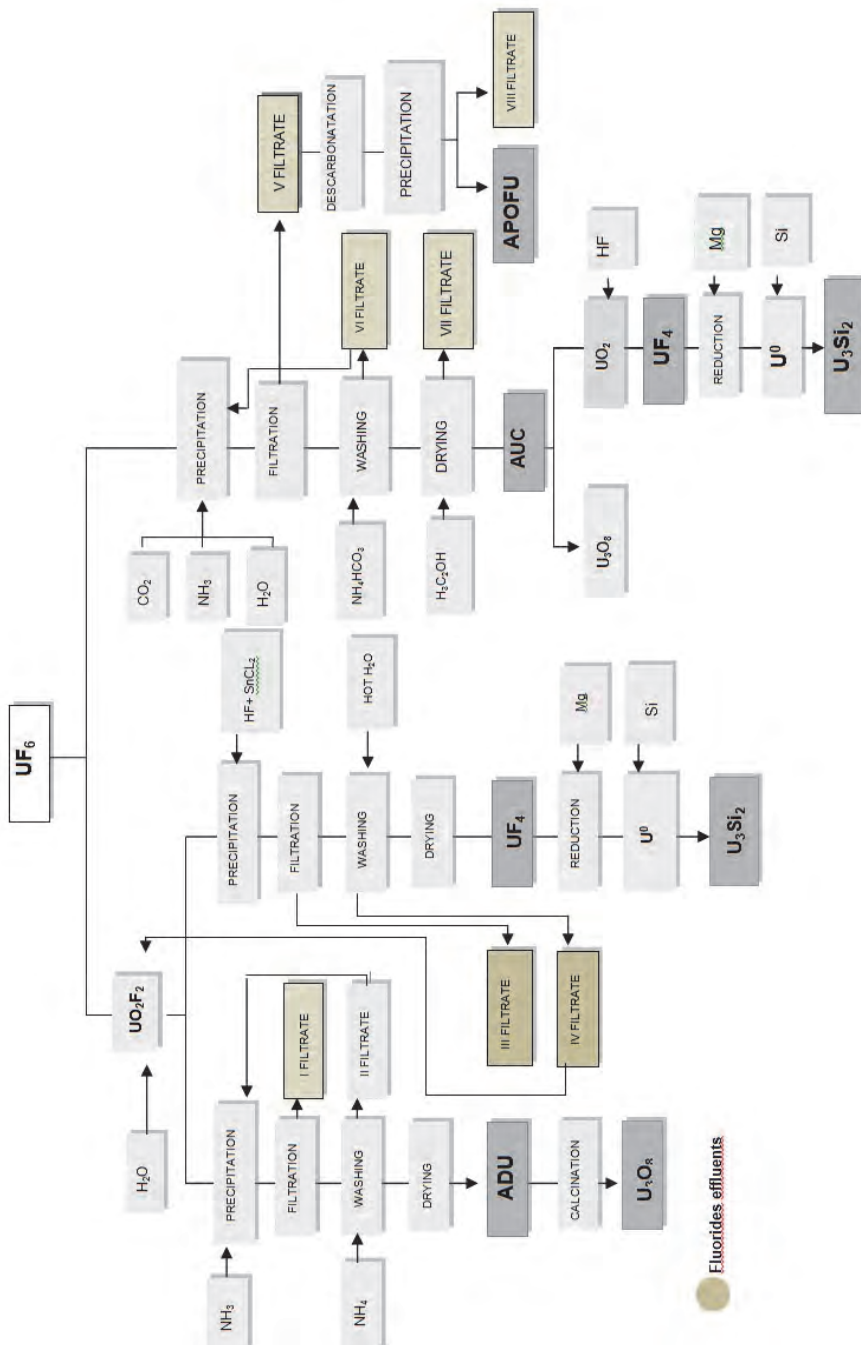 UF₆
H₂O
UO₂F₂
NH₃
PRECIPITATION
FILTRATION
I FILTRATE
NH₄
WASHING
II FILTRATE
DRYING
ADU
CALCINATION
U₃O₈
HF+ SnCL₂
PRECIPITATION
FILTRATION
HOT H₂O
WASHING
DRYING
III FILTRATE
IV FILTRATE
UF₄
Mg
REDUCTION
Si
U⁰
U₃Si₂
CO₂
NH₃
H₂O
PRECIPITATION
FILTRATION
NH₄HCO₃
WASHING
VI FILTRATE
H₃C₂OH
DRYING
VII FILTRATE
AUC
U₃O₈
UO₂
HF
UF₄
Mg
REDUCTION
Si
U⁰
U₃Si₂
V FILTRATE
DESCARBONATATION
PRECIPITATION
APOFU
VIII FILTRATE
Fluorides effluents